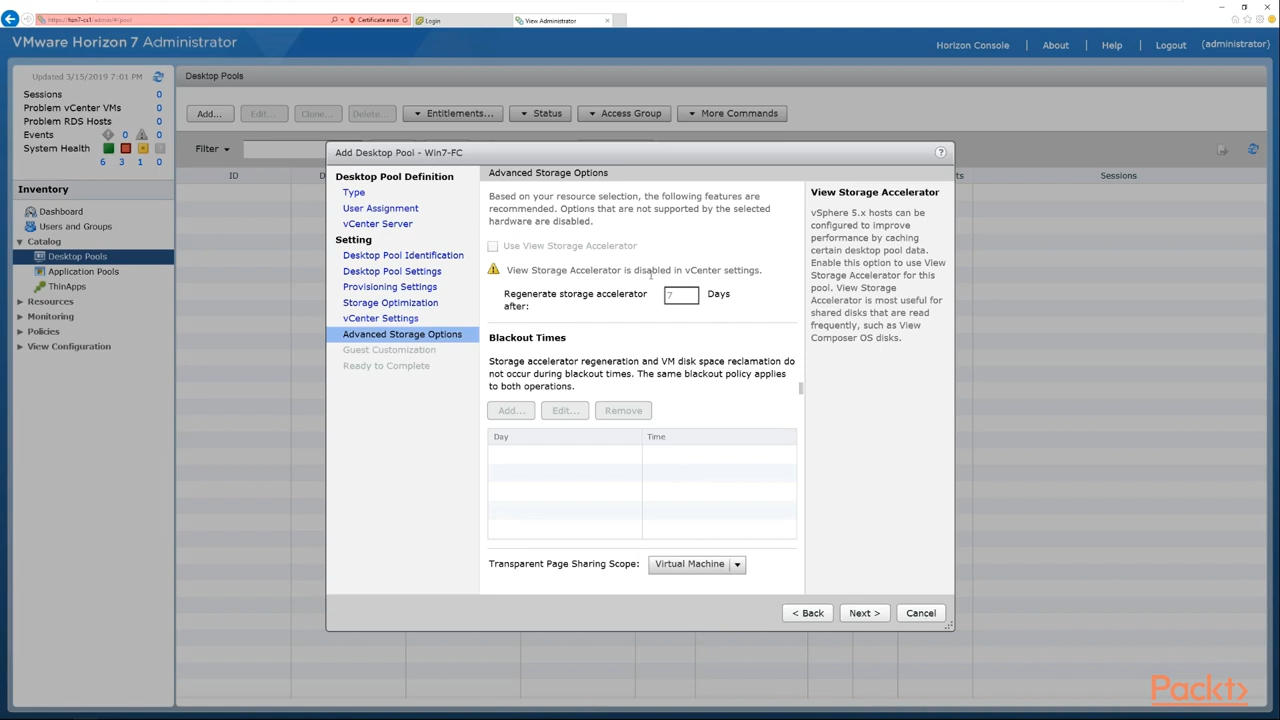 https://hzn7-cs1/admin/#/pool
Certificate error
Login
View Administrator
VMware Horizon 7 Administrator
Horizon Console
About
Help
Logout
(administrator)
Updated 3/15/2019 7:01 PM
Sessions 0
Problem vCenter VMs 0
Problem RDS Hosts 0
Events 0 0
System Health
6 3 1 0
Inventory
Dashboard
Users and Groups
Catalog
Desktop Pools
Application Pools
ThinApps
Resources
Monitoring
Policies
View Configuration
Desktop Pools
Add...
Edit...
Clone...
Delete...
Entitlements...
Status
Access Group
More Commands
Filter
ID
D
ts
Sessions
Add Desktop Pool - Win7-FC
?
Desktop Pool Definition
Type
User Assignment
vCenter Server
Setting
Desktop Pool Identification
Desktop Pool Settings
Provisioning Settings
Storage Optimization
vCenter Settings
Advanced Storage Options
Guest Customization
Ready to Complete
Advanced Storage Options
Based on your resource selection, the following features are
recommended. Options that are not supported by the selected
hardware are disabled.
Use View Storage Accelerator
View Storage Accelerator is disabled in vCenter settings.
Regenerate storage accelerator
after:
7
Days
Blackout Times
Storage accelerator regeneration and VM disk space reclamation do
not occur during blackout times. The same blackout policy applies
to both operations.
Add...
Edit...
Remove
Day
Time
Transparent Page Sharing Scope:
Virtual Machine
View Storage Accelerator
vSphere 5.x hosts can be
configured to improve
performance by caching
certain desktop pool data.
Enable this option to use View
Storage Accelerator for this
pool. View Storage
Accelerator is most useful for
shared disks that are read
frequently, such as View
Composer OS disks.
< Back
Next >
Cancel
Packt>